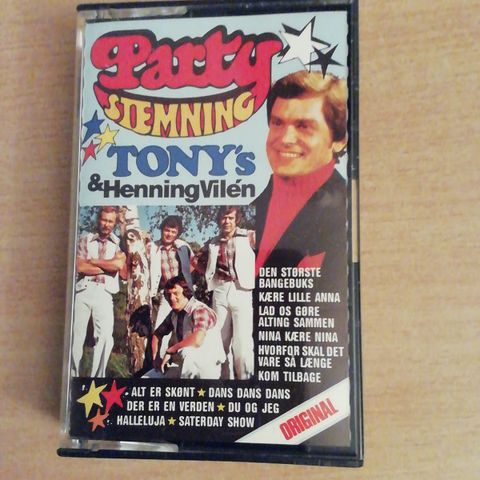 Party
STEMNING
TONY's
& Henning Vilén
DEN STØRSTE
BANGEBUKS
KÆRE LILLE ANNA
LAD OS GØRE
ALTING SAMMEN
NINA KÆRE NINA
HVORFOR SKAL DET
VARE SÅ LÆNGE
KOM TILBAGE
ALT ER SKØNT ★ DANS DANS DANS
DER ER EN VERDEN ★ DU OG JEG
HALLELUJA ★ SATERDAY SHOW
ORIGINAL